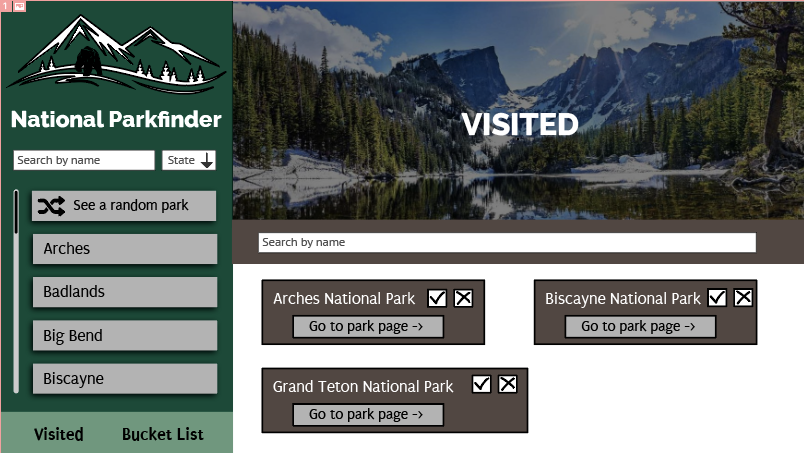 1
National Parkfinder
Search by name
State
See a random park
Arches
Badlands
Big Bend
Biscayne
Visited
Bucket List
VISITED
Search by name
Arches National Park
Go to park page ->
Biscayne National Park
Go to park page ->
Grand Teton National Park
Go to park page ->